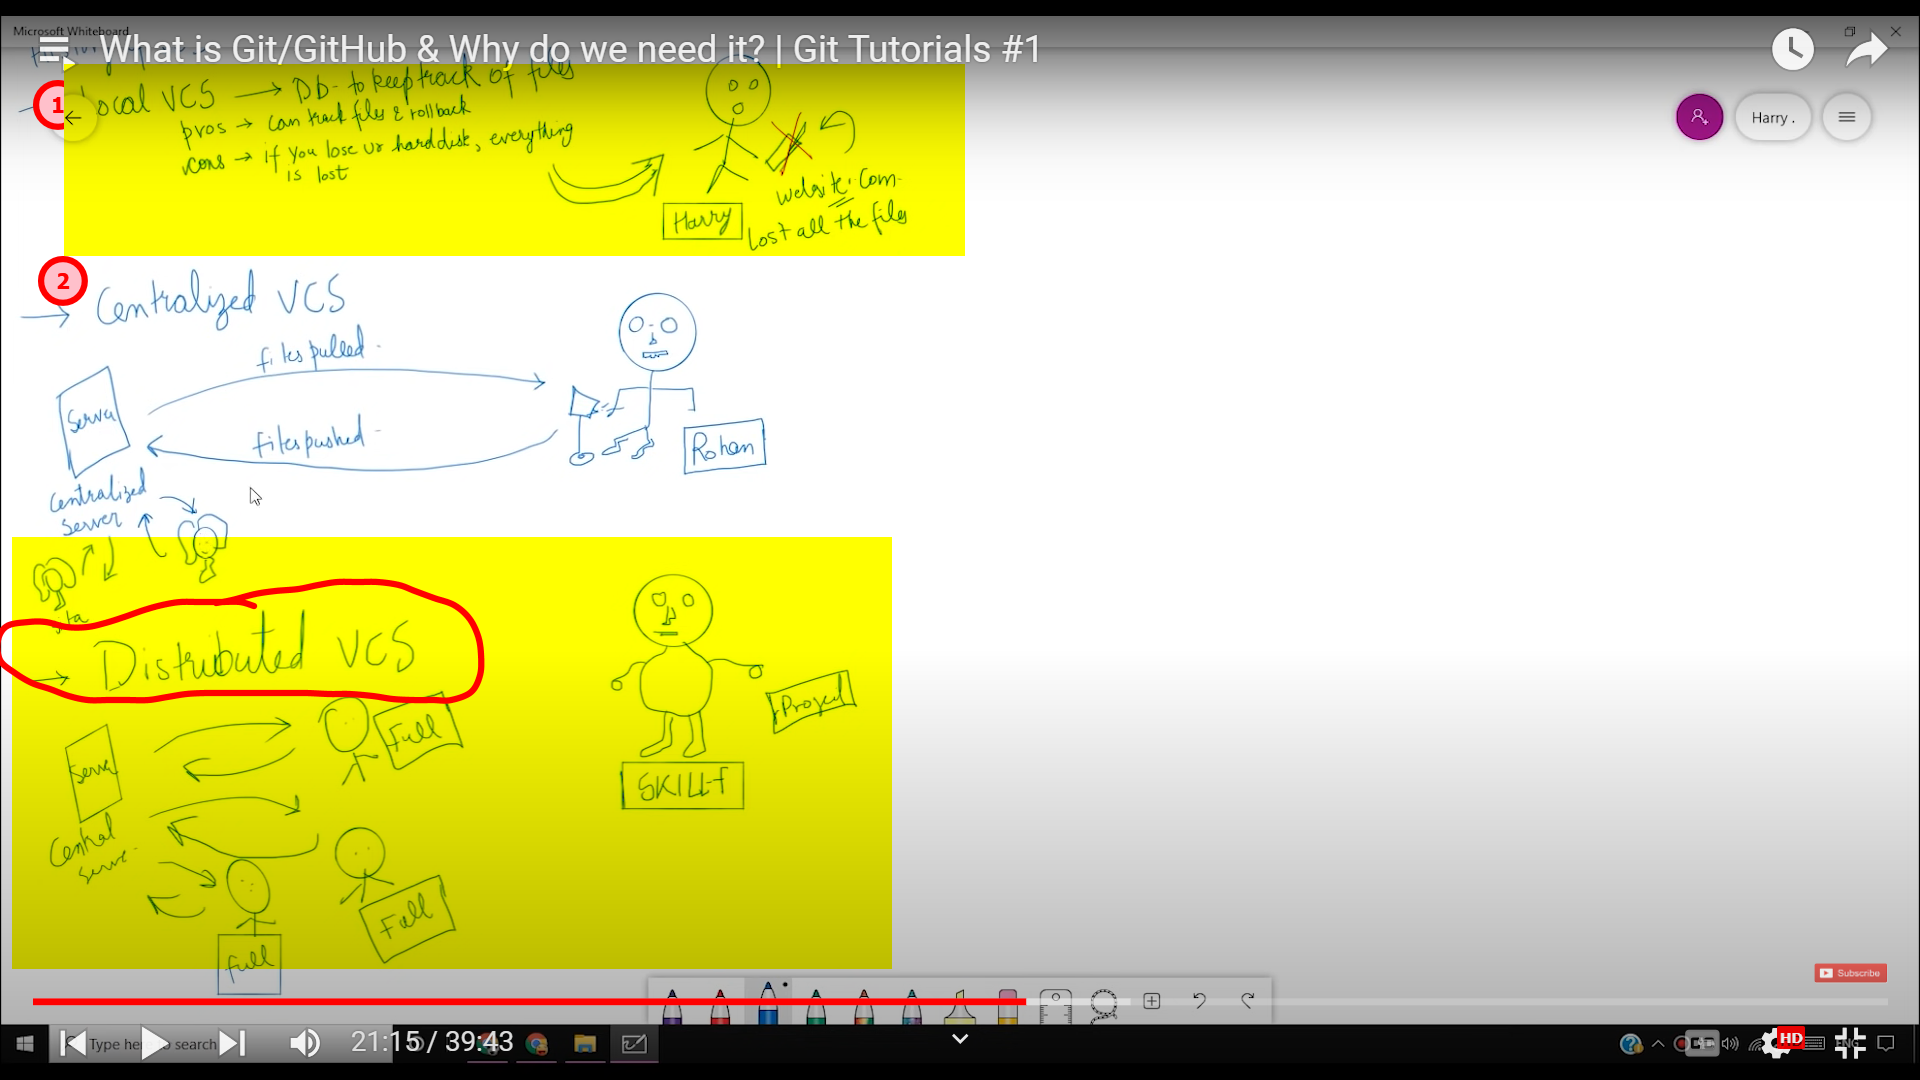 Microsoft Whiteboard
What is Git/GitHub & Why do we need it? | Git Tutorials #1
1
Local VCS → DB - to keep track of files
pros → can track files & rollback
cons → if you lose ur harddisk, everything
is lost
Harry
website.com
Lost all the files
Harry .
2
→ Centralized VCS
files pulled
Server
files pushed
Rohan
Centralized
Server
→ Distributed VCS
Full
Project
Server
SKILLF
Central
Full
Full
Subscribe
Type here to search
21:15 / 39:43
HD
ENG